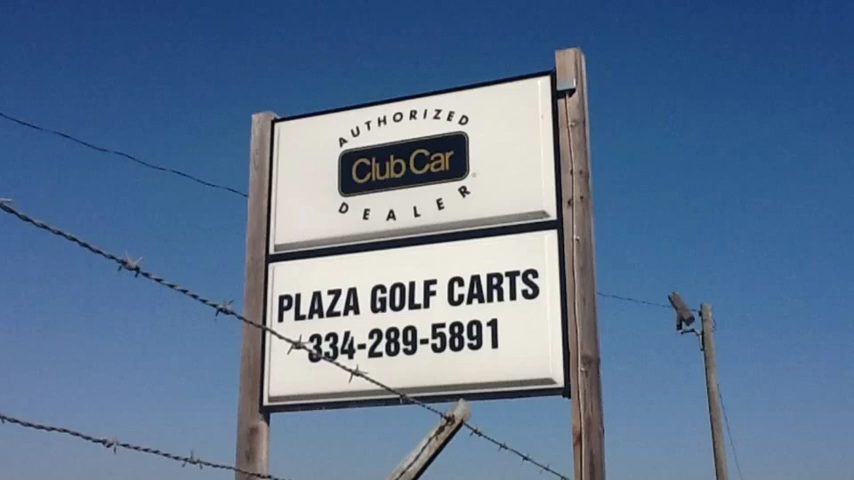 AUTHORIZED
Club Car
DEALER
PLAZA GOLF CARTS
334-289-5891